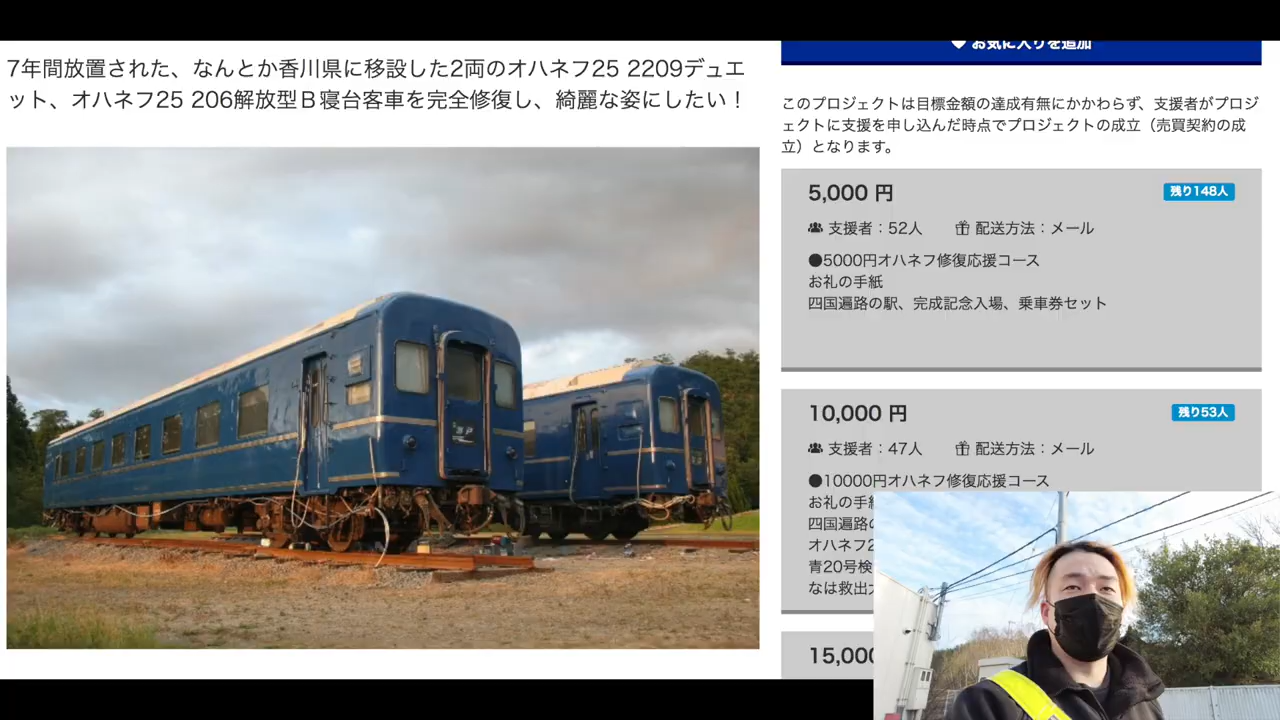 7年間放置された、なんとか香川県に移設した2両のオハネフ25 2209デュエ
ット、オハネフ25 206解放型Ｂ寝台客車を完全修復し、綺麗な姿にしたい！
お気に入りを追加
このプロジェクトは目標金額の達成有無にかかわらず、支援者がプロジ
ェクトに支援を申し込んだ時点でプロジェクトの成立（売買契約の成
立）となります。
5,000 円
残り148人
支援者：52人
配送方法：メール
●5000円オハネフ修復応援コース
お礼の手紙
四国遍路の駅、完成記念入場、乗車券セット
10,000 円
残り53人
支援者：47人
配送方法：メール
●10000円オハネフ修復応援コース
お礼の手
四国遍路
オハネフ2
青20号検
なは救出
15,000